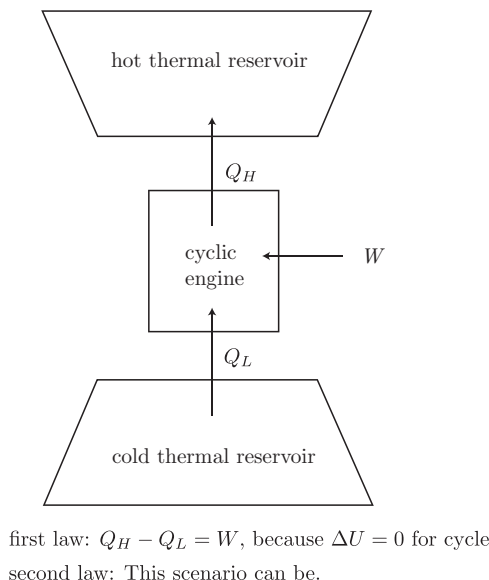 hot thermal reservoir
Q_H
cyclic
engine
W
Q_L
cold thermal reservoir
first law: Q_H − Q_L = W, because ΔU = 0 for cycle
second law: This scenario can be.